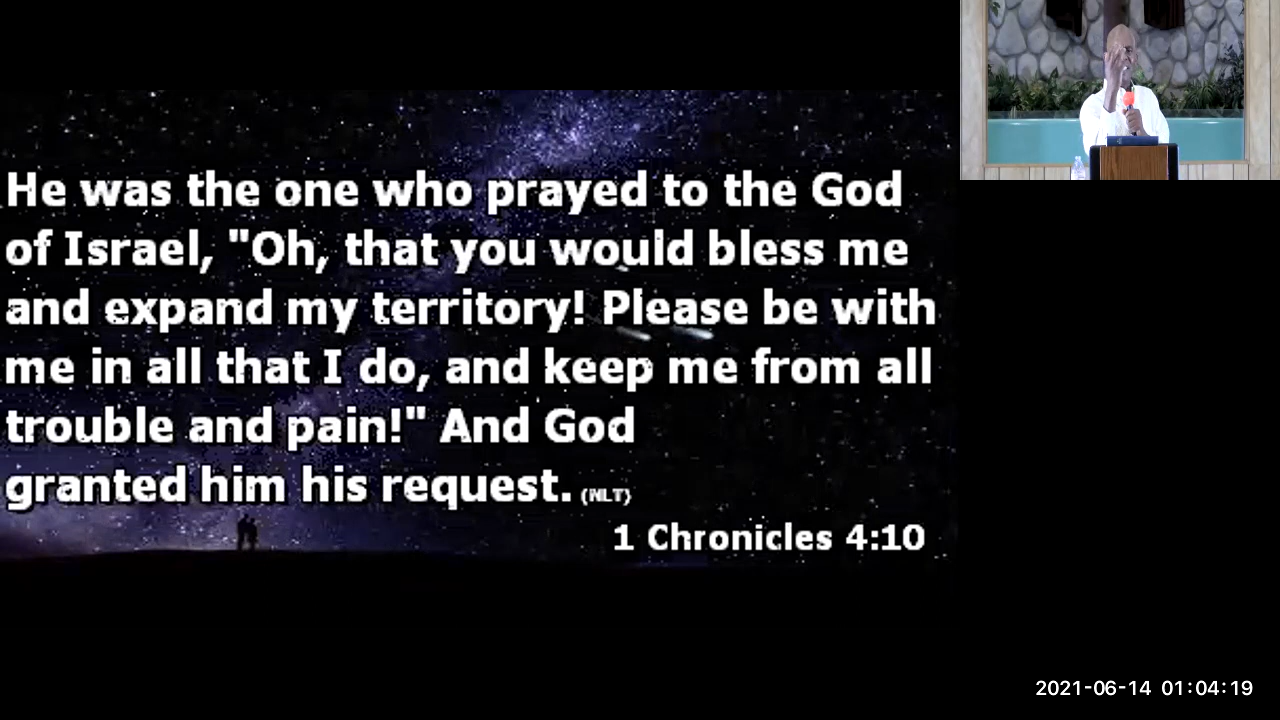 He was the one who prayed to the God
of Israel, "Oh, that you would bless me
and expand my territory! Please be with
me in all that I do, and keep me from all
trouble and pain!" And God
granted him his request. (NLT)
1 Chronicles 4:10
2021-06-14 01:04:19